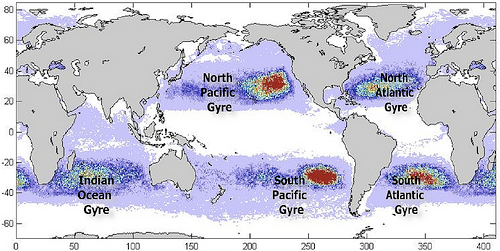 80
60
40
20
0
-20
-40
-60
North
Pacific
Gyre
North
Atlantic
Gyre
Indian
Ocean
Gyre
South
Pacific
Gyre
South
Atlantic
Gyre
0 50 100 150 200 250 300 350 400